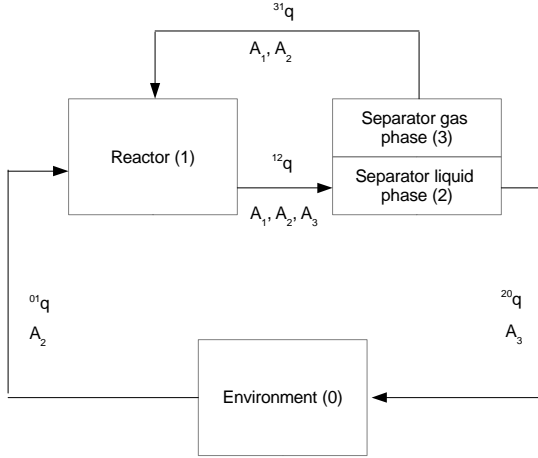 ³¹q
A₁, A₂
Reactor (1)
Separator gas
phase (3)
¹²q
Separator liquid
phase (2)
A₁, A₂, A₃
⁰¹q
A₂
²⁰q
A₃
Environment (0)